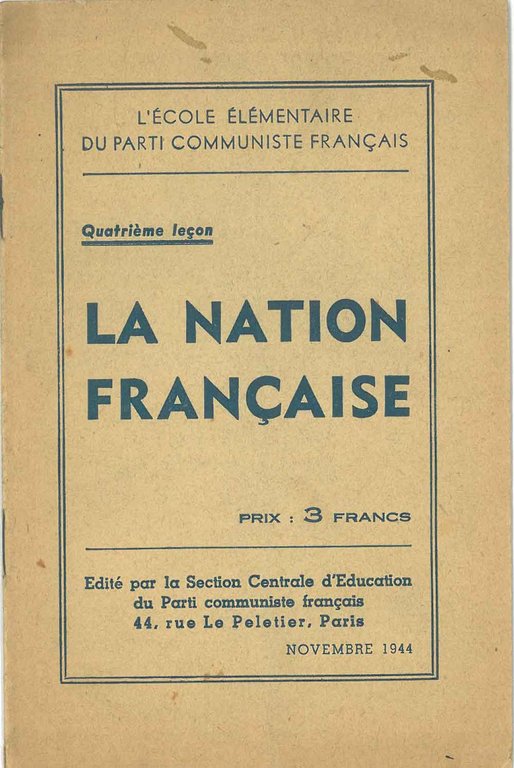 L'ÉCOLE ÉLÉMENTAIRE
DU PARTI COMMUNISTE FRANÇAIS
Quatrième leçon
LA NATION
FRANÇAISE
PRIX : 3 FRANCS
Edité par la Section Centrale d'Education
du Parti communiste français
44, rue Le Peletier, Paris
NOVEMBRE 1944